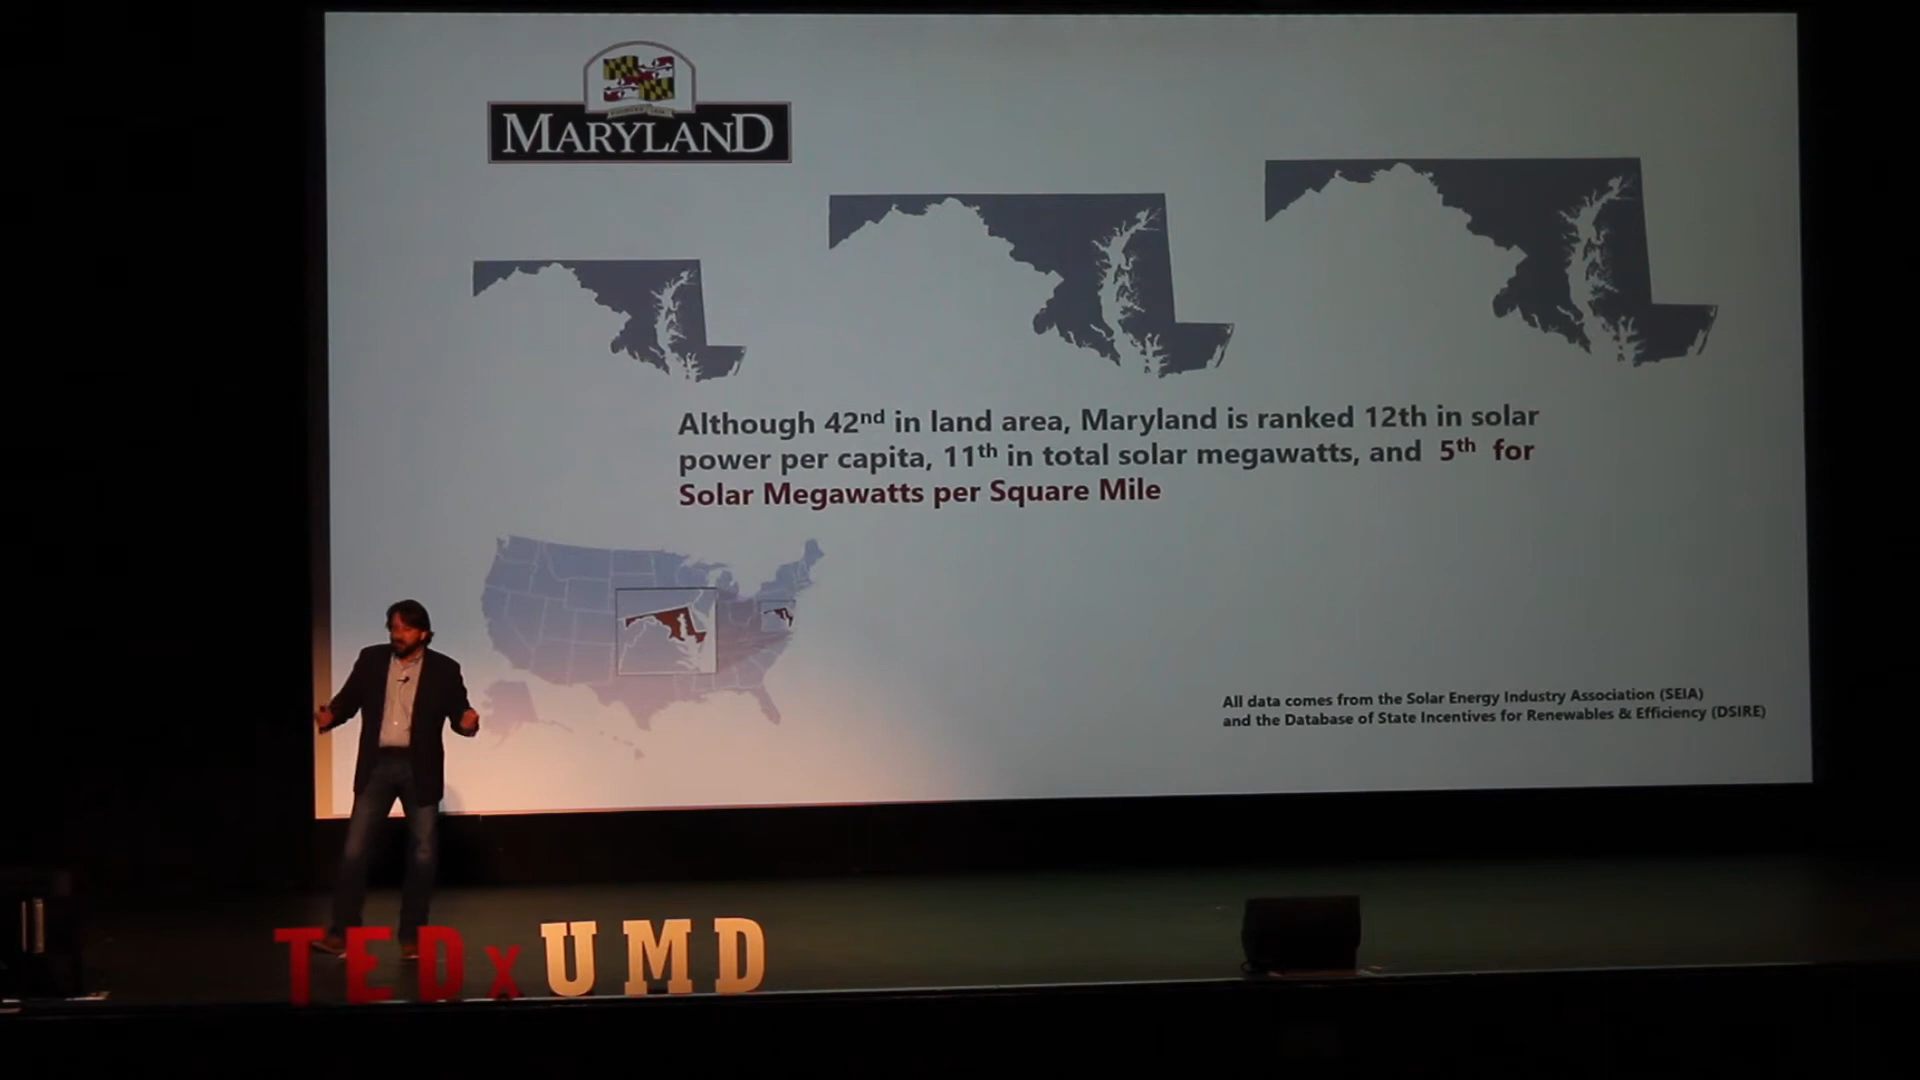 MARYLAND
Although 42nd in land area, Maryland is ranked 12th in solar
power per capita, 11th in total solar megawatts, and 5th for
Solar Megawatts per Square Mile
All data comes from the Solar Energy Industry Association (SEIA)
and the Database of State Incentives for Renewables & Efficiency (DSIRE)
TEDxUMD